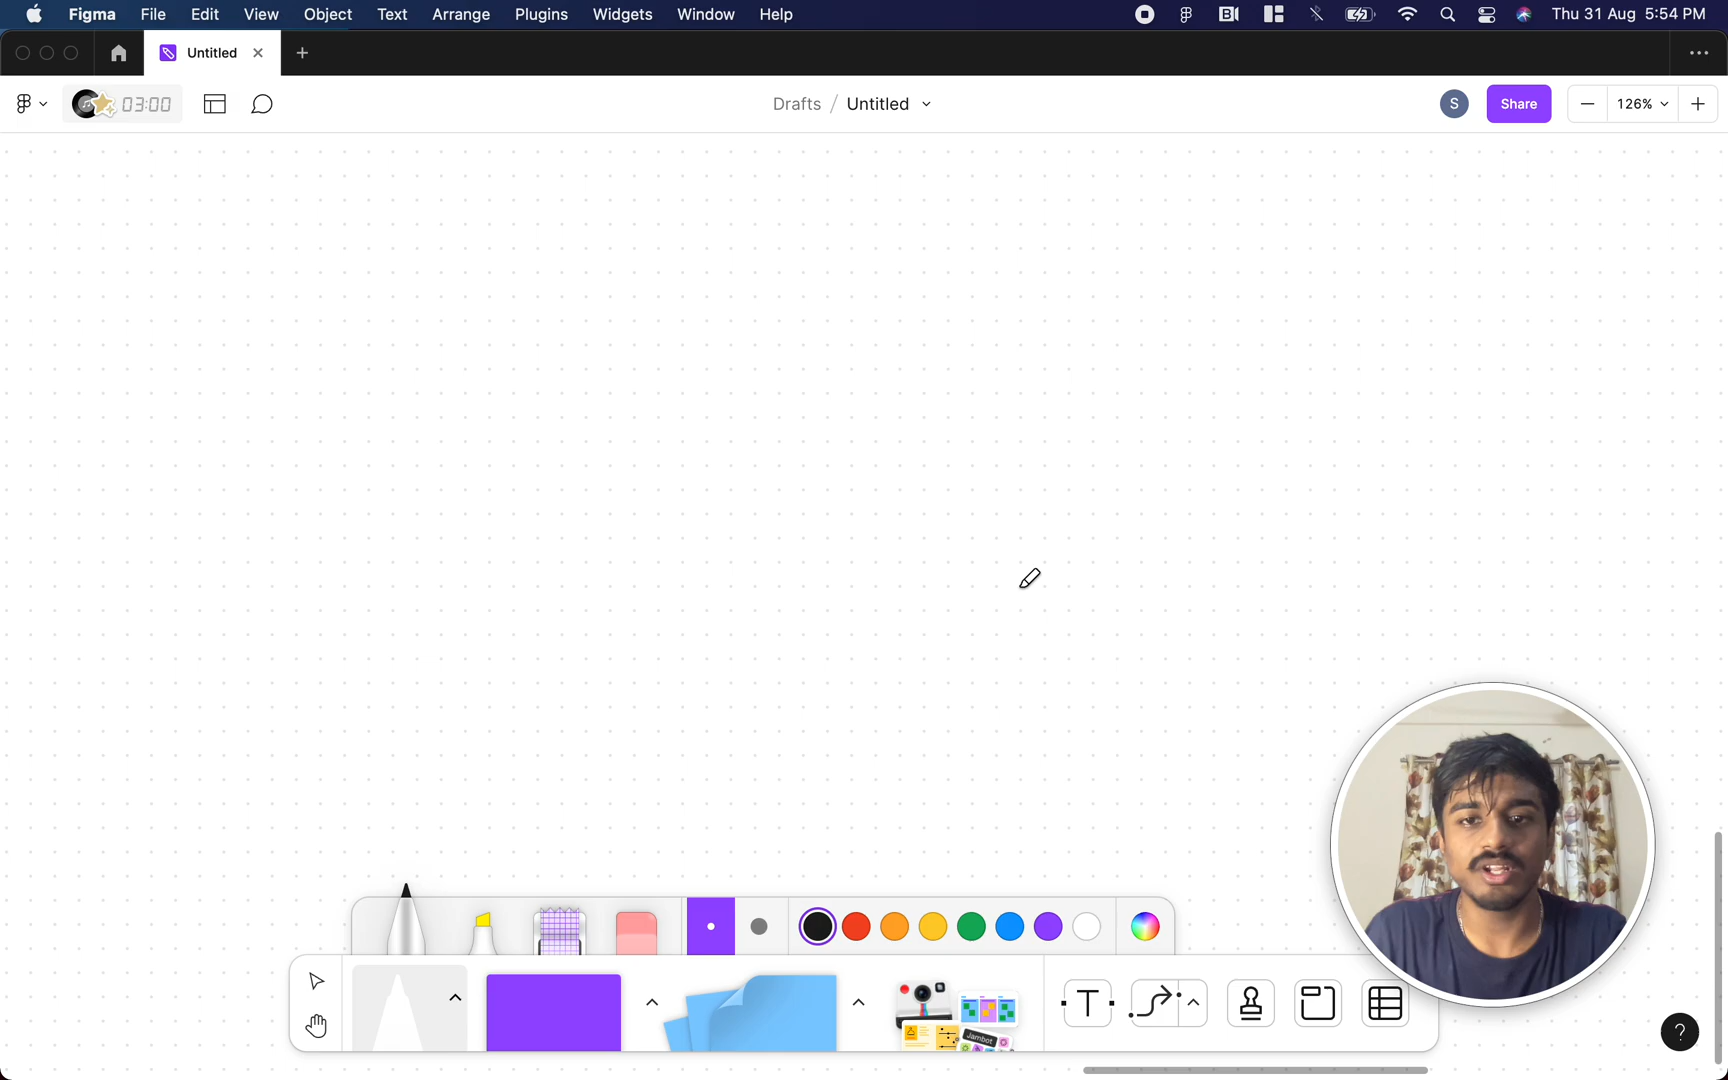 Figma File Edit View Object Text Arrange Plugins Widgets Window Help Thu 31 Aug 5:54 PM
Untitled
03:00 Drafts / Untitled S Share 126%
T
Jambot
?